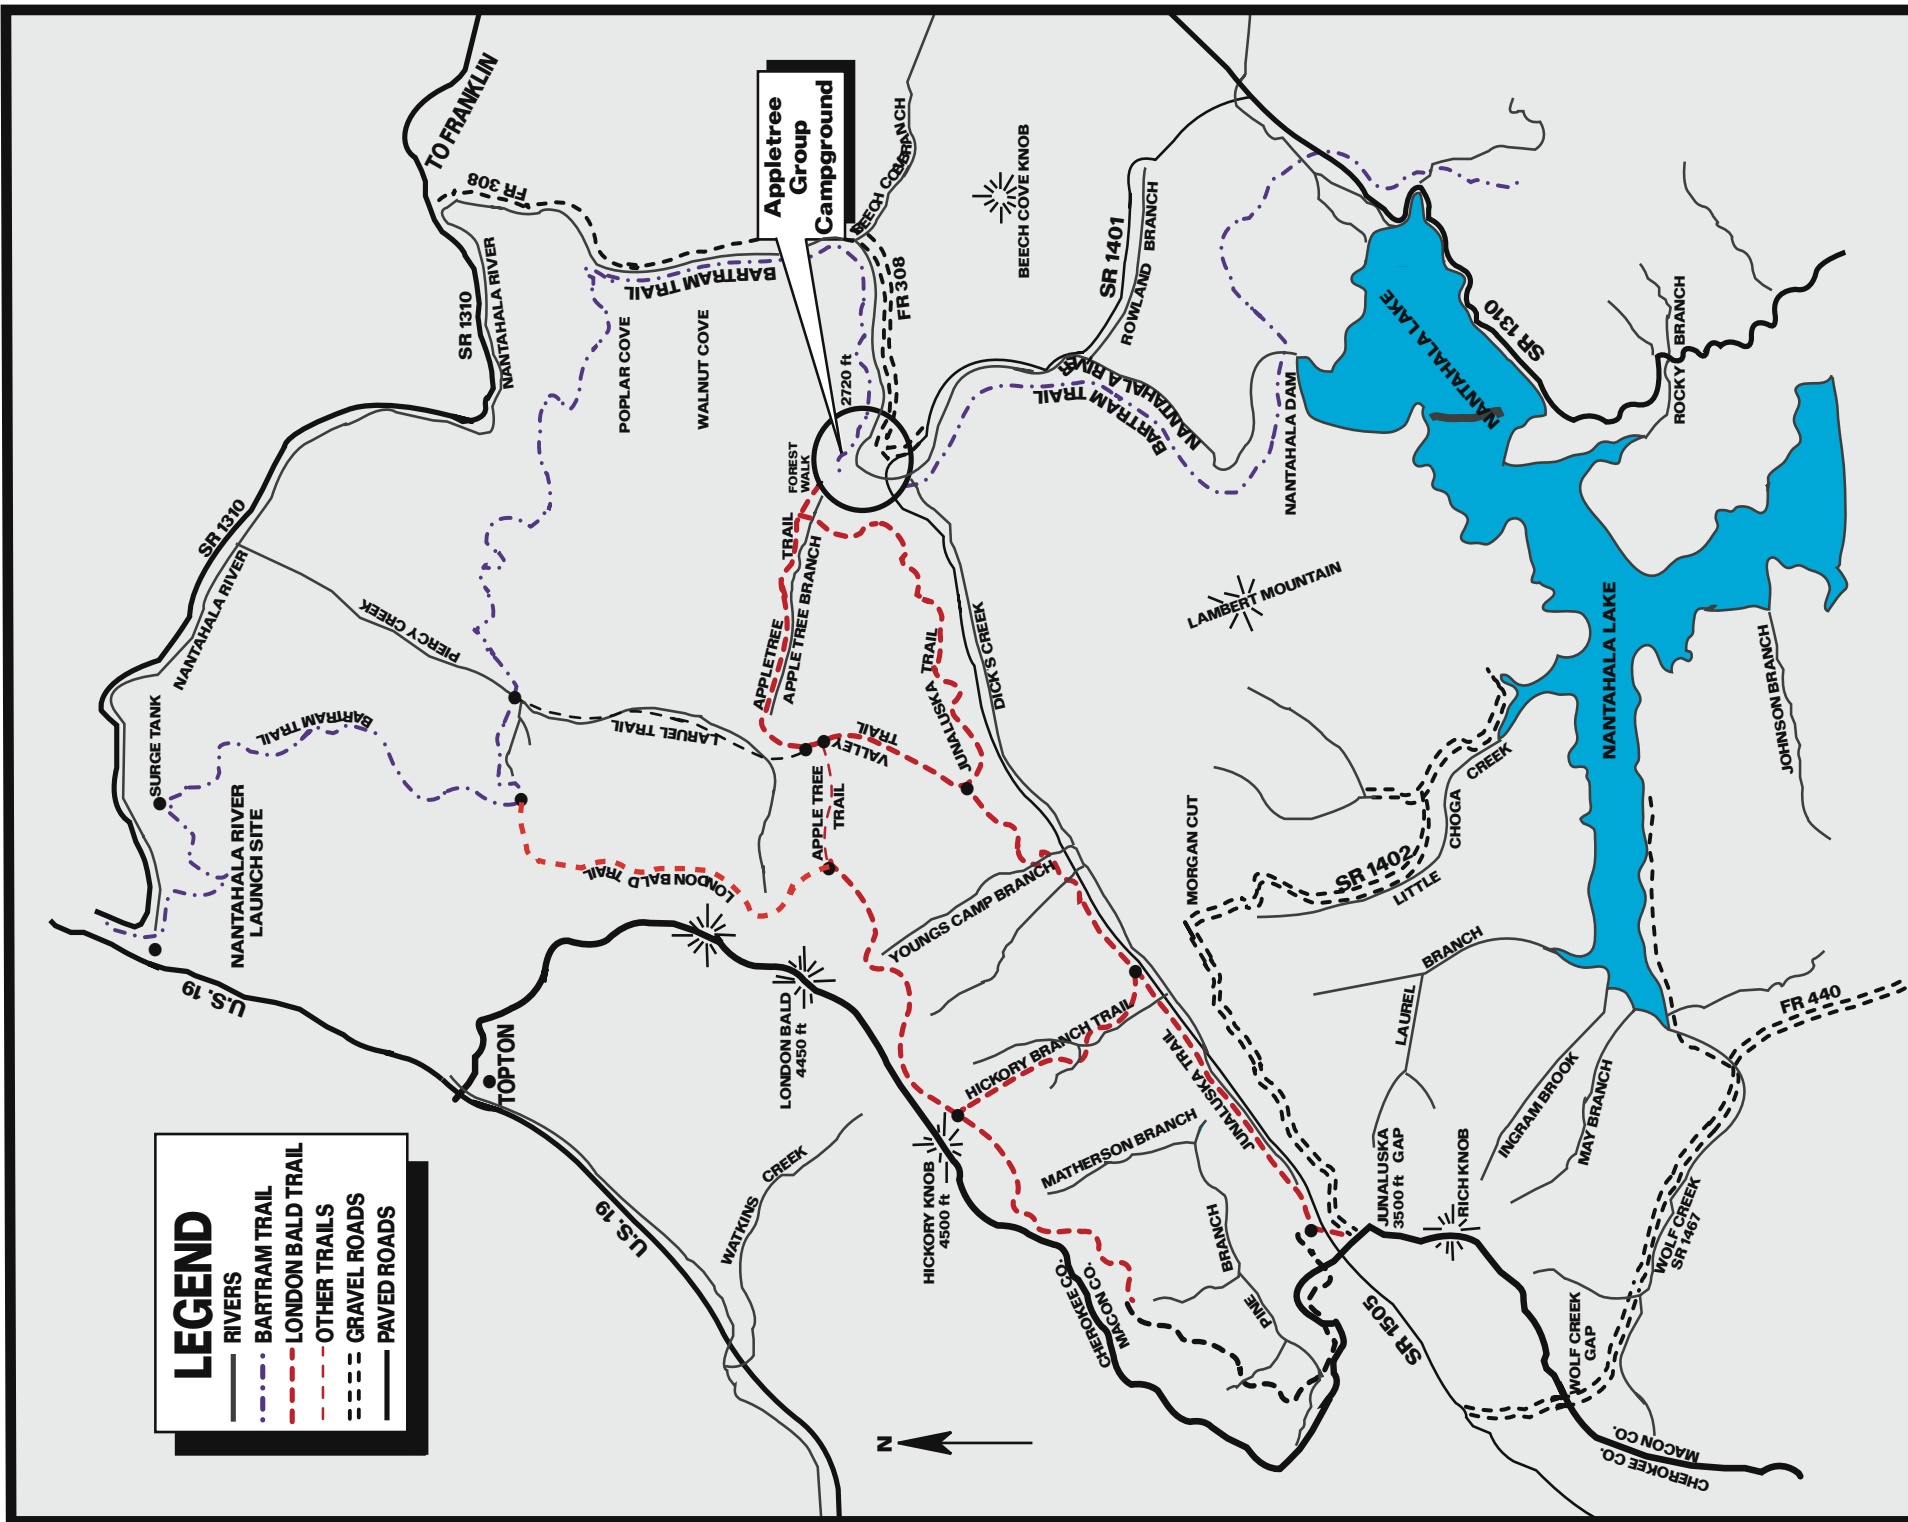 LEGEND
RIVERS
BARTRAM TRAIL
LONDON BALD TRAIL
OTHER TRAILS
GRAVEL ROADS
PAVED ROADS
Appletree
Group
Campground
TO FRANKLIN
FR 308
SR 1310
NANTAHALA RIVER
BARTRAM TRAIL
POPLAR COVE
WALNUT COVE
2720 ft
FR 308
BEECH COVE BRANCH
BEECH COVE KNOB
SR 1401
ROWLAND BRANCH
NANTAHALA RIVER
BARTRAM TRAIL
NANTAHALA DAM
NANTAHALA LAKE
SR 1310
ROCKY BRANCH
FOREST
WALK
SR 1310
NANTAHALA RIVER
PIERCY CREEK
SURGE TANK
BARTRAM TRAIL
NANTAHALA RIVER
LAUNCH SITE
LARUEL TRAIL
APPLETREE TRAIL
APPLE TREE BRANCH
JUNALUSKA TRAIL
DICK'S CREEK
VALLEY
TRAIL
APPLE TREE
TRAIL
LONDON BALD TRAIL
LAMBERT MOUNTAIN
NANTAHALA LAKE
JOHNSON BRANCH
MORGAN CUT
SR 1402
LITTLE CHOGA CREEK
U.S. 19
TOPTON
LONDON BALD
4450 ft
YOUNGS CAMP BRANCH
HICKORY BRANCH TRAIL
JUNALUSKA TRAIL
MATHERSON BRANCH
HICKORY KNOB
4500 ft
LAUREL BRANCH
INGRAM BROOK
MAY BRANCH
FR 440
WOLF CREEK
SR 1467
JUNALUSKA
3500 ft GAP
RICH KNOB
WATKINS CREEK
U.S. 19
CHEROKEE CO.
MACON CO.
PINE BRANCH
SR 1505
WOLF CREEK
GAP
MACON CO.
CHEROKEE CO.
N